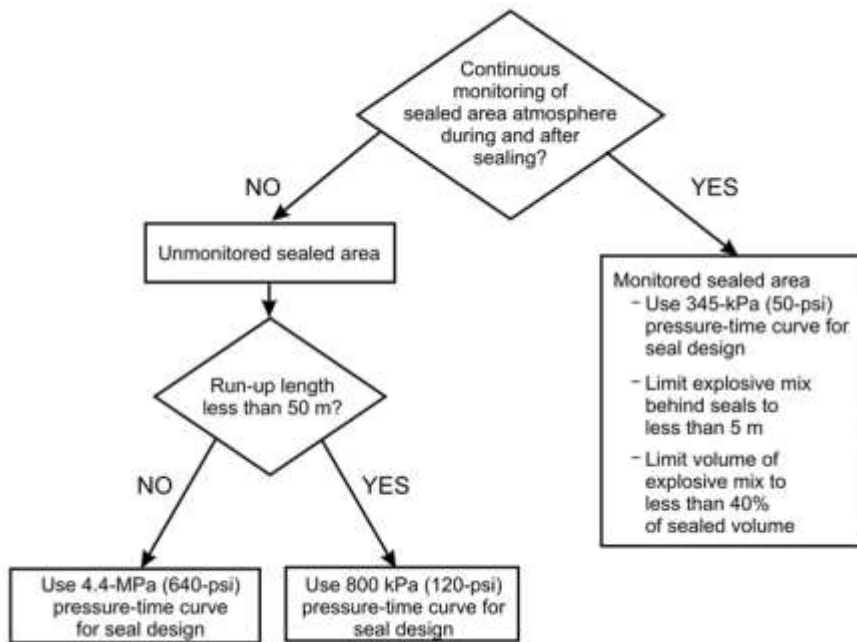 Continuous
monitoring of
sealed area atmosphere
during and after
sealing?
NO
YES
Unmonitored sealed area
Monitored sealed area
- Use 345-kPa (50-psi)
pressure-time curve for
seal design
- Limit explosive mix
behind seals to
less than 5 m
- Limit volume of
explosive mix to
less than 40%
of sealed volume
Run-up length
less than 50 m?
NO
YES
Use 4.4-MPa (640-psi)
pressure-time curve
for seal design
Use 800 kPa (120-psi)
pressure-time curve for
seal design